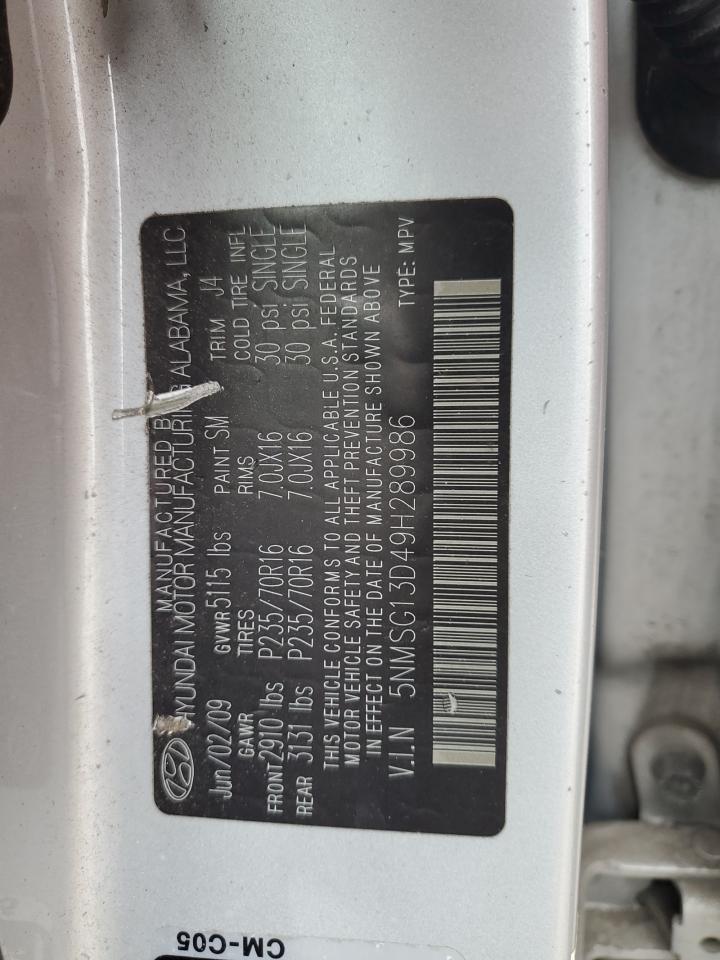 MANUFACTURED BY
HYUNDAI MOTOR MANUFACTURING ALABAMA, LLC
Jun/02/09 GVWR 5115 lbs PAINT SM TRIM J4
GAWR TIRES RIMS COLD TIRE INFL
FRONT 2910 lbs P235/70R16 7.0JX16 30 psi SINGLE
REAR 3131 lbs P235/70R16 7.0JX16 30 psi SINGLE
THIS VEHICLE CONFORMS TO ALL APPLICABLE U.S.A. FEDERAL
MOTOR VEHICLE SAFETY AND THEFT PREVENTION STANDARDS
IN EFFECT ON THE DATE OF MANUFACTURE SHOWN ABOVE
V.I.N 5NMSG13D49H289986 TYPE: MPV
CM-C05